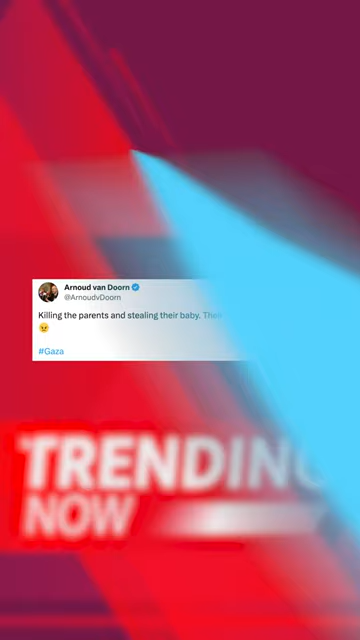 Arnoud van Doorn
@ArnoudvDoorn
Killing the parents and stealing their baby.
😠
#Gaza
TRENDING
NOW